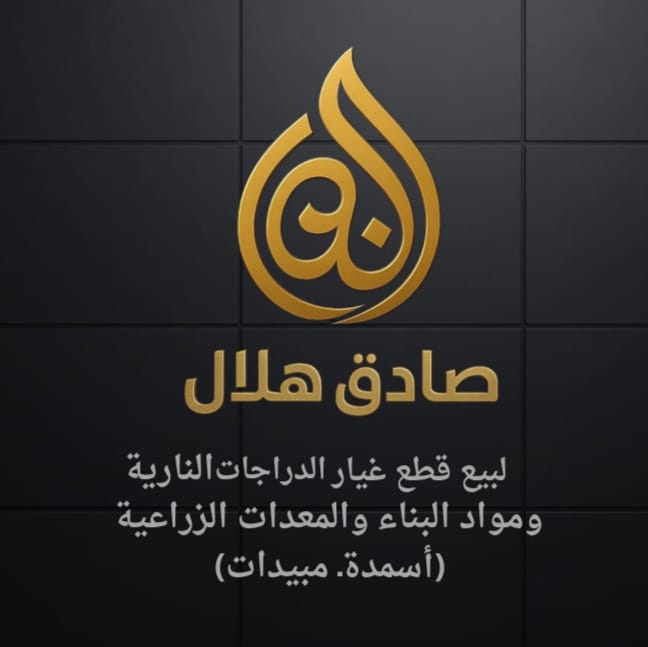 صادق هلال
لبيع قطع غيار الدراجات النارية
ومواد البناء والمعدات الزراعية
(أسمدة. مبيدات)